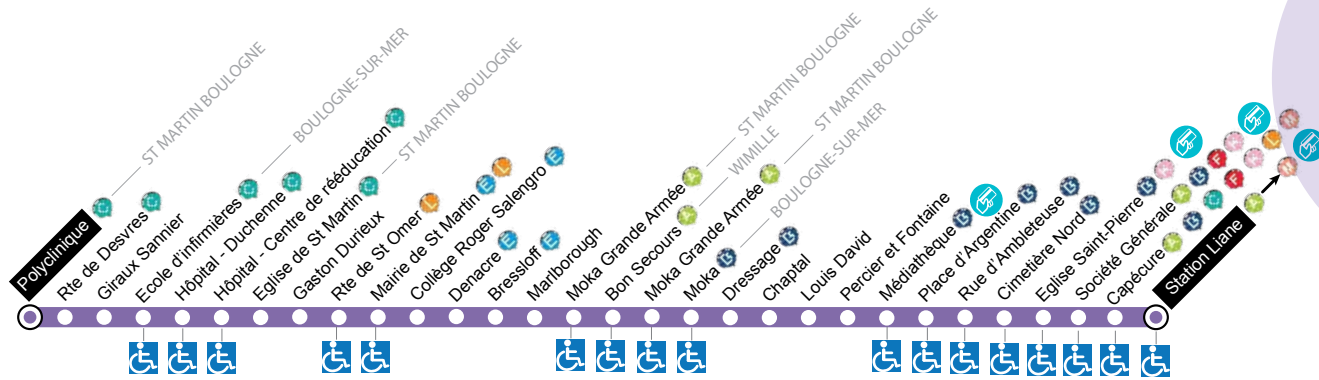 Polyclinique
ST MARTIN BOULOGNE
Rte de Desvres
Giraux Sannier
Ecole d'infirmières
BOULOGNE-SUR-MER
Hôpital - Duchenne
Hôpital - Centre de rééducation
Eglise de St Martin
ST MARTIN BOULOGNE
Gaston Durieux
Rte de St Omer
Mairie de St Martin
Collège Roger Salengro
Denacre
Bressloff
Marlborough
Moka Grande Armée
ST MARTIN BOULOGNE
Bon Secours
WIMILLE
Moka Grande Armée
ST MARTIN BOULOGNE
Moka
BOULOGNE-SUR-MER
Dressage
Chaptal
Louis David
Percier et Fontaine
Médiathèque
Place d'Argentine
Rue d'Ambleteuse
Cimetière Nord
Eglise Saint-Pierre
Société Générale
Capécure
Station Liane